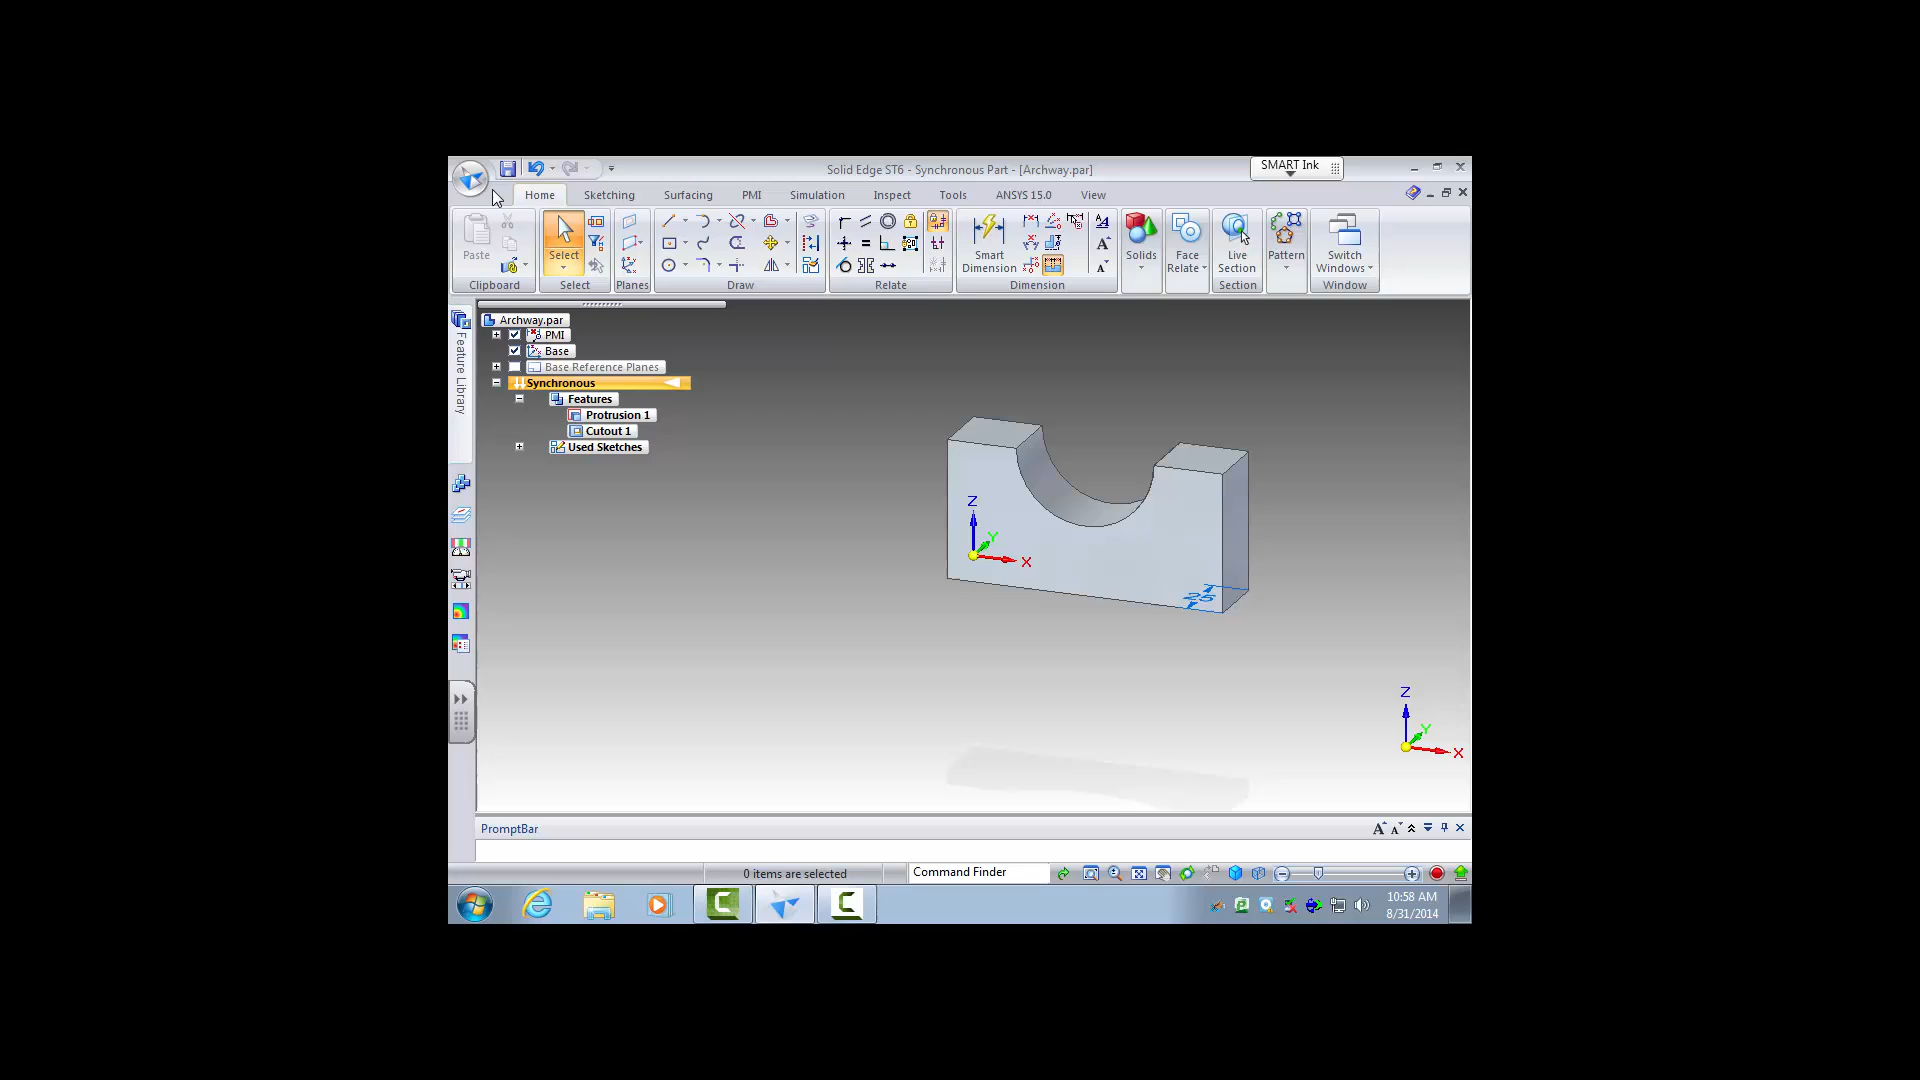 Solid Edge ST6 - Synchronous Part - [Archway.par]
SMART Ink
Home Sketching Surfacing PMI Simulation Inspect Tools ANSYS 15.0 View
Paste
Select
Smart Dimension
Solids
Face Relate
Live Section
Pattern
Switch Windows
Clipboard Select Planes Draw Relate Dimension Section Window
Feature Library
Archway.par
PMI
Base
Base Reference Planes
Synchronous
Features
Protrusion 1
Cutout 1
Used Sketches
Z
Y
X
25
Z
Y
X
PromptBar
0 items are selected
Command Finder
10:58 AM
8/31/2014